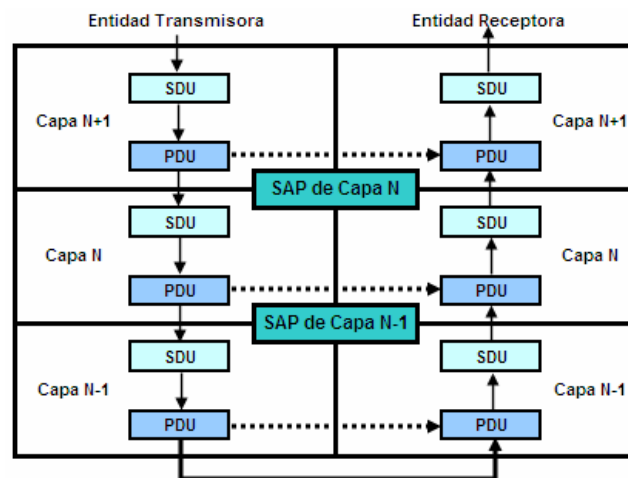 Entidad Transmisora
Entidad Receptora
SDU
SDU
Capa N+1
Capa N+1
PDU
PDU
SAP de Capa N
SDU
SDU
Capa N
Capa N
PDU
PDU
SAP de Capa N-1
SDU
SDU
Capa N-1
Capa N-1
PDU
PDU